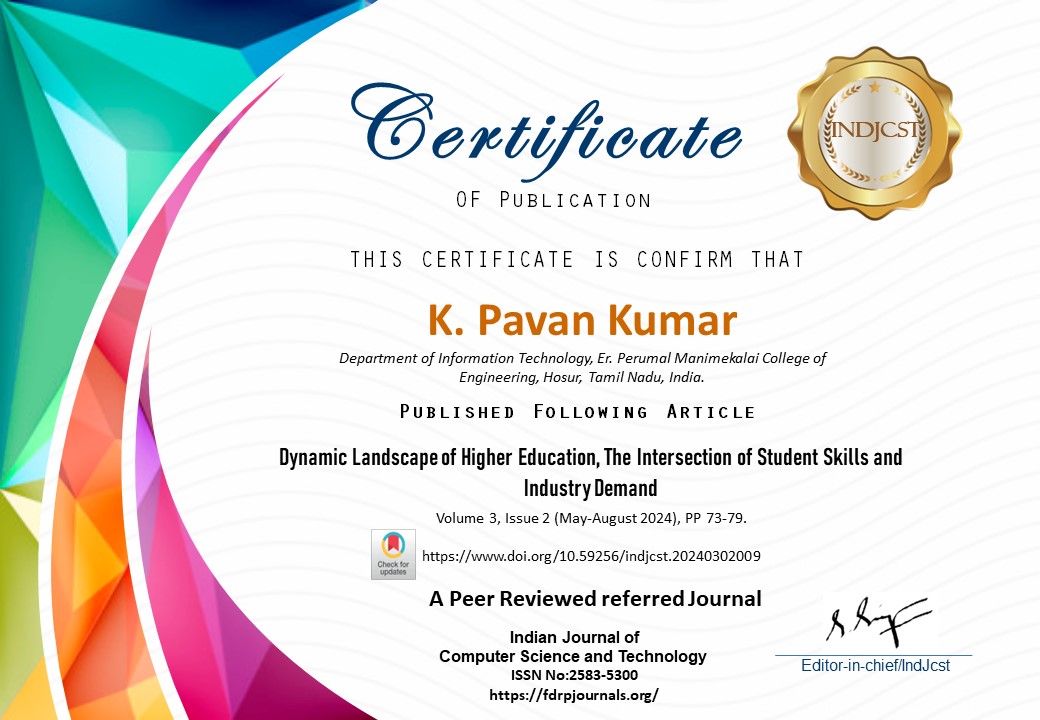 Certificate
OF PUBLICATION
INDJCST
THIS CERTIFICATE IS CONFIRM THAT
K. Pavan Kumar
Department of Information Technology, Er. Perumal Manimekalai College of
Engineering, Hosur, Tamil Nadu, India.
PUBLISHED FOLLOWING ARTICLE
Dynamic Landscape of Higher Education, The Intersection of Student Skills and
Industry Demand
Volume 3, Issue 2 (May-August 2024), PP 73-79.
Check for
updates
https://www.doi.org/10.59256/indjcst.20240302009
A Peer Reviewed referred Journal
Indian Journal of
Computer Science and Technology
ISSN No:2583-5300
https://fdrpjournals.org/
Editor-in-chief/IndJcst